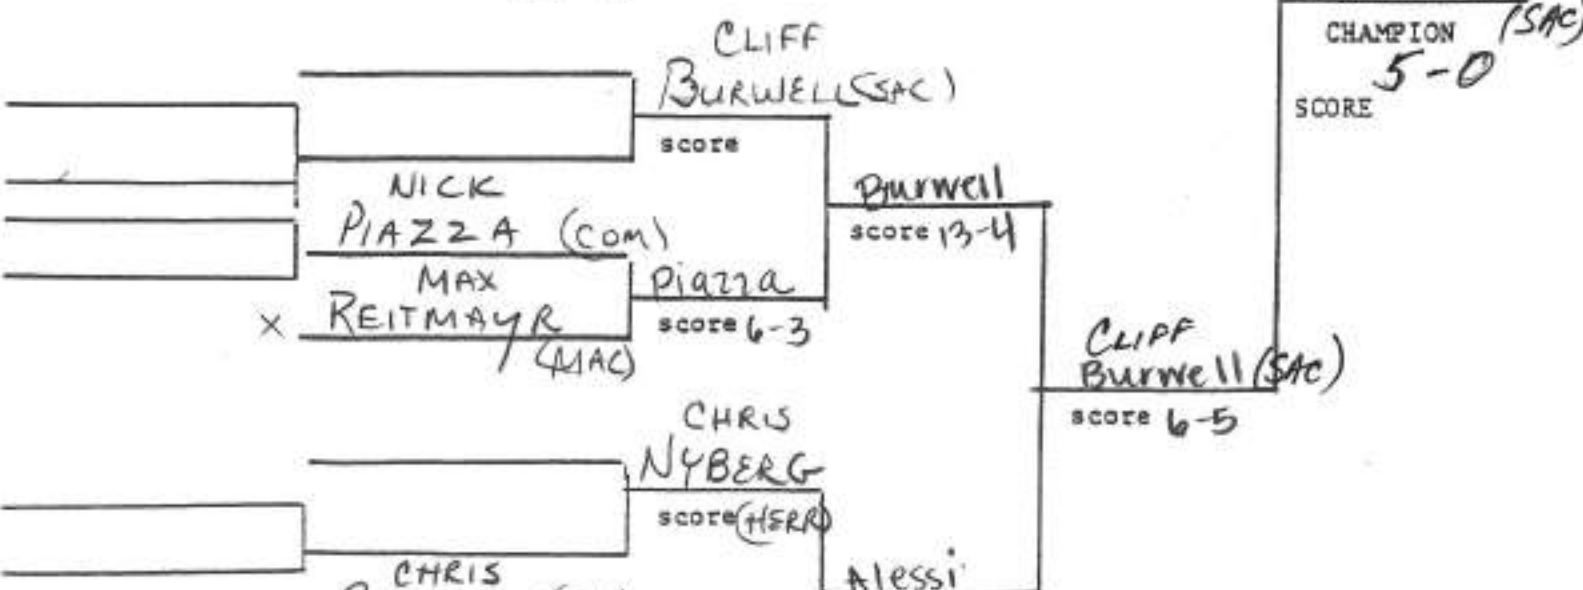 CLIFF
BURWELL (SAC)
score
NICK
PIAZZA (COM)
MAX
X REITMAYR
(MAC)
Piazza
score 6-3
Burwell
score 13-4
CHRIS
NYBERG
score (HERR)
CHRIS
Alessi
CLIFF
Burwell (SAC)
score 6-5
CHAMPION (SAC)
5-0
SCORE